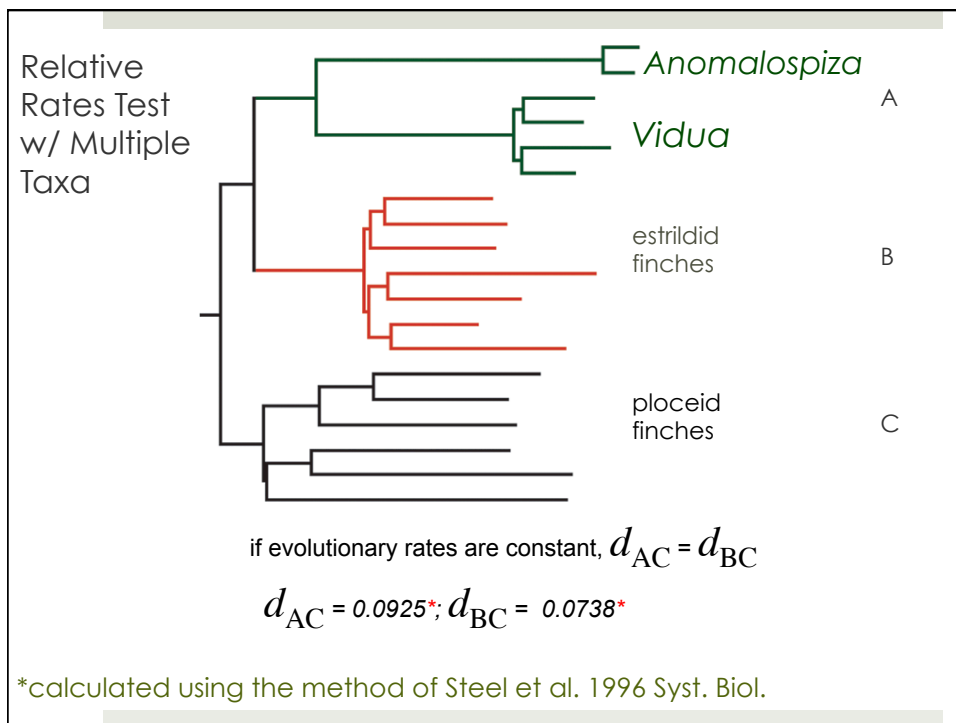 Relative
Rates Test
w/ Multiple
Taxa
Anomalospiza
A
Vidua
estrildid
finches
B
ploceid
finches
C
if evolutionary rates are constant, dAC = dBC
dAC = 0.0925*; dBC = 0.0738*
*calculated using the method of Steel et al. 1996 Syst. Biol.